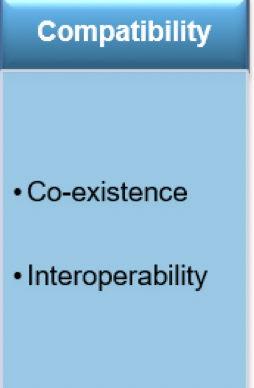 Compatibility
• Co-existence
• Interoperability